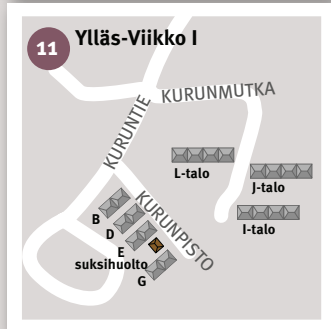 11 Ylläs-Viikko I
KURUNMUTKA
KURUNTIE
L-talo
J-talo
KURUNPISTO
I-talo
B
D
E
suksihuolto
G